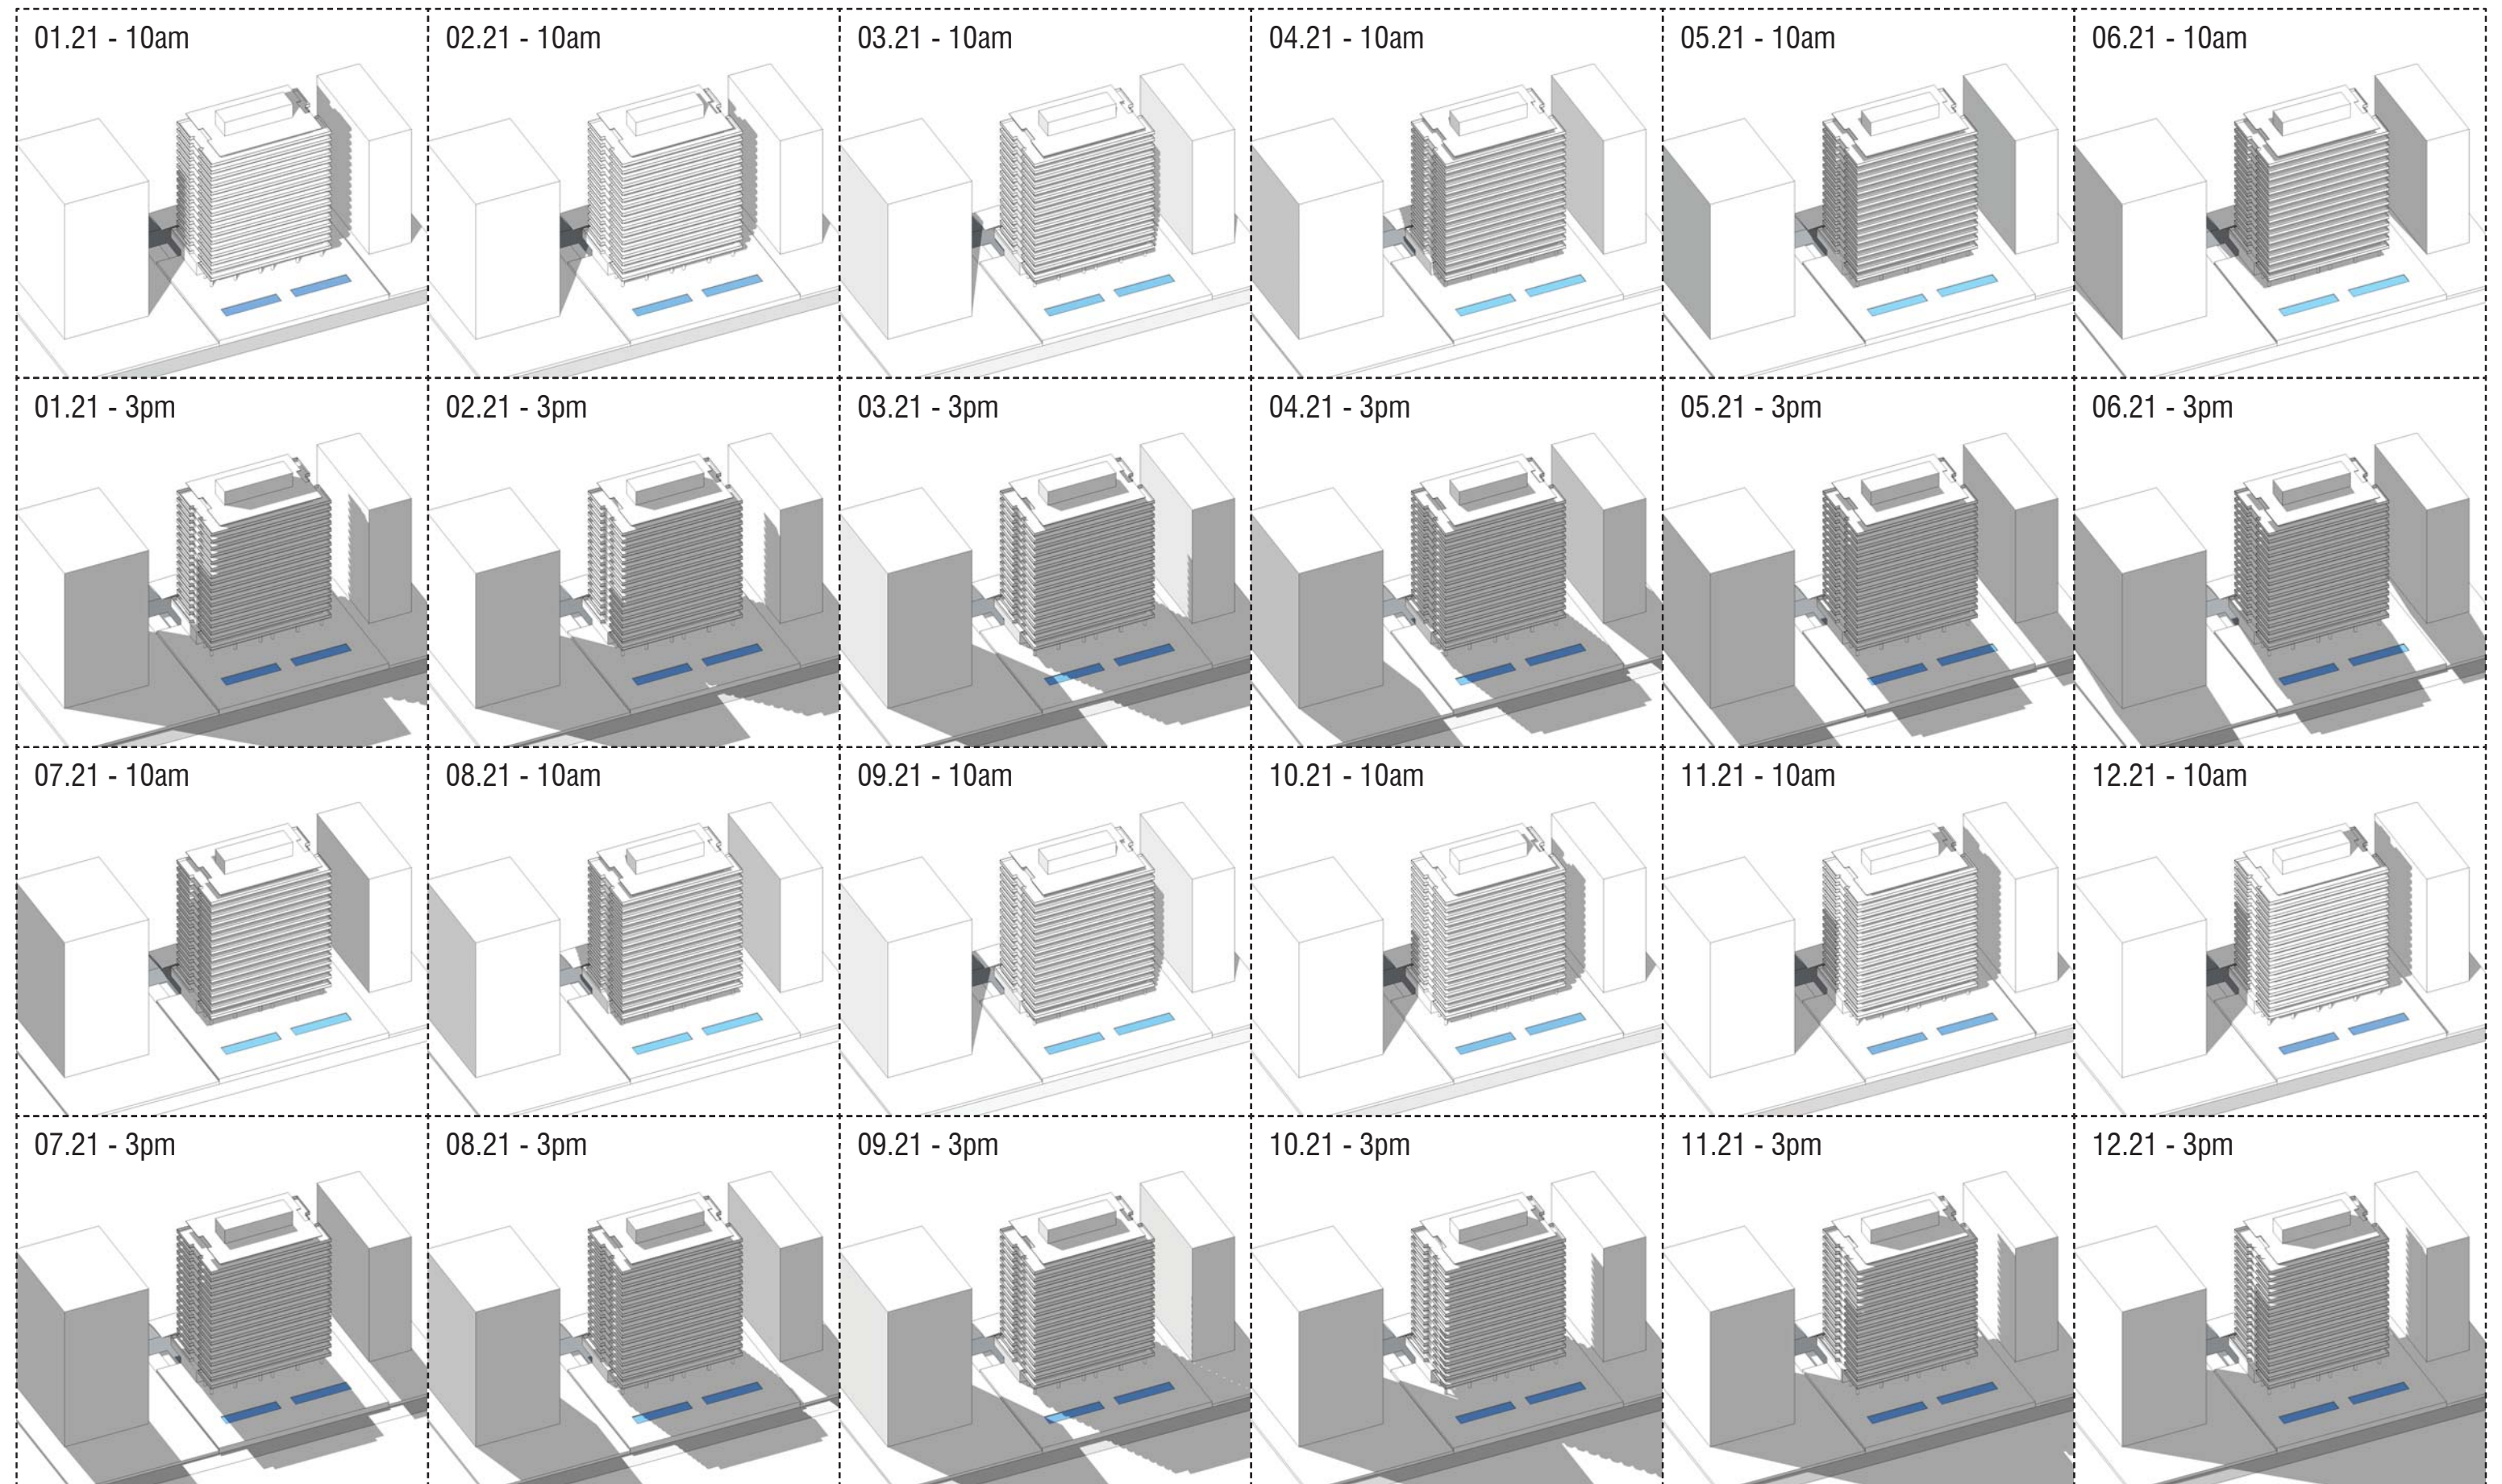 01.21 - 10am
02.21 - 10am
03.21 - 10am
04.21 - 10am
05.21 - 10am
06.21 - 10am
01.21 - 3pm
02.21 - 3pm
03.21 - 3pm
04.21 - 3pm
05.21 - 3pm
06.21 - 3pm
07.21 - 10am
08.21 - 10am
09.21 - 10am
10.21 - 10am
11.21 - 10am
12.21 - 10am
07.21 - 3pm
08.21 - 3pm
09.21 - 3pm
10.21 - 3pm
11.21 - 3pm
12.21 - 3pm